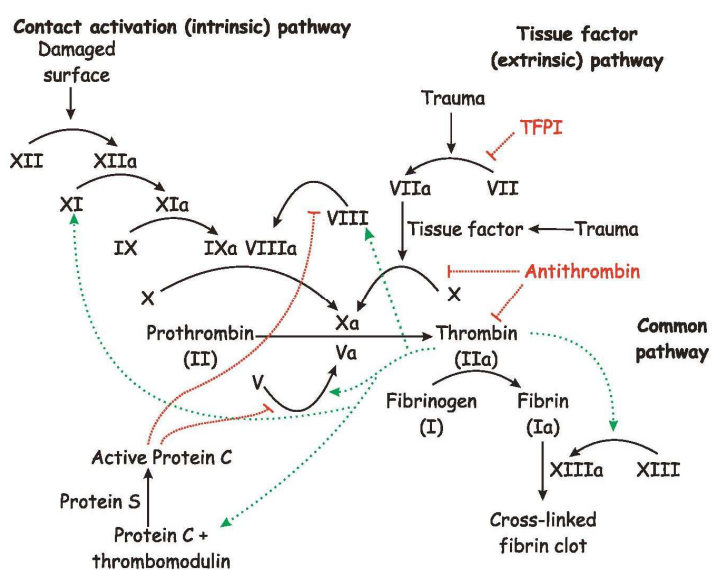 Contact activation (intrinsic) pathway
Damaged
surface
Tissue factor
(extrinsic) pathway
Trauma
TFPI
XII
XIIa
VIIa
VII
XI
XIa
VIII
Tissue factor
Trauma
IX
IXa
VIIIa
X
X
Antithrombin
Xa
Prothrombin
(II)
Va
Thrombin
(IIa)
Common
pathway
V
Fibrinogen
(I)
Fibrin
(Ia)
Active Protein C
XIIIa
XIII
Protein S
Protein C +
thrombomodulin
Cross-linked
fibrin clot